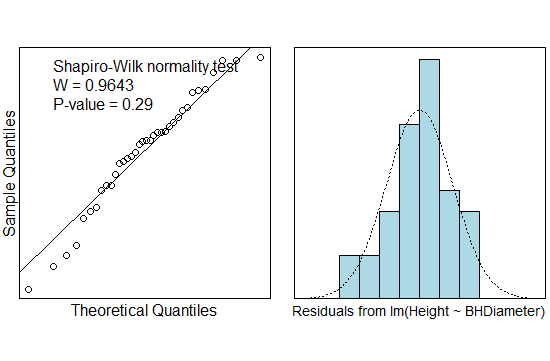 Shapiro-Wilk normality test
W = 0.9643
P-value = 0.29
Sample Quantiles
Theoretical Quantiles
Residuals from lm(Height ~ BHDiameter)